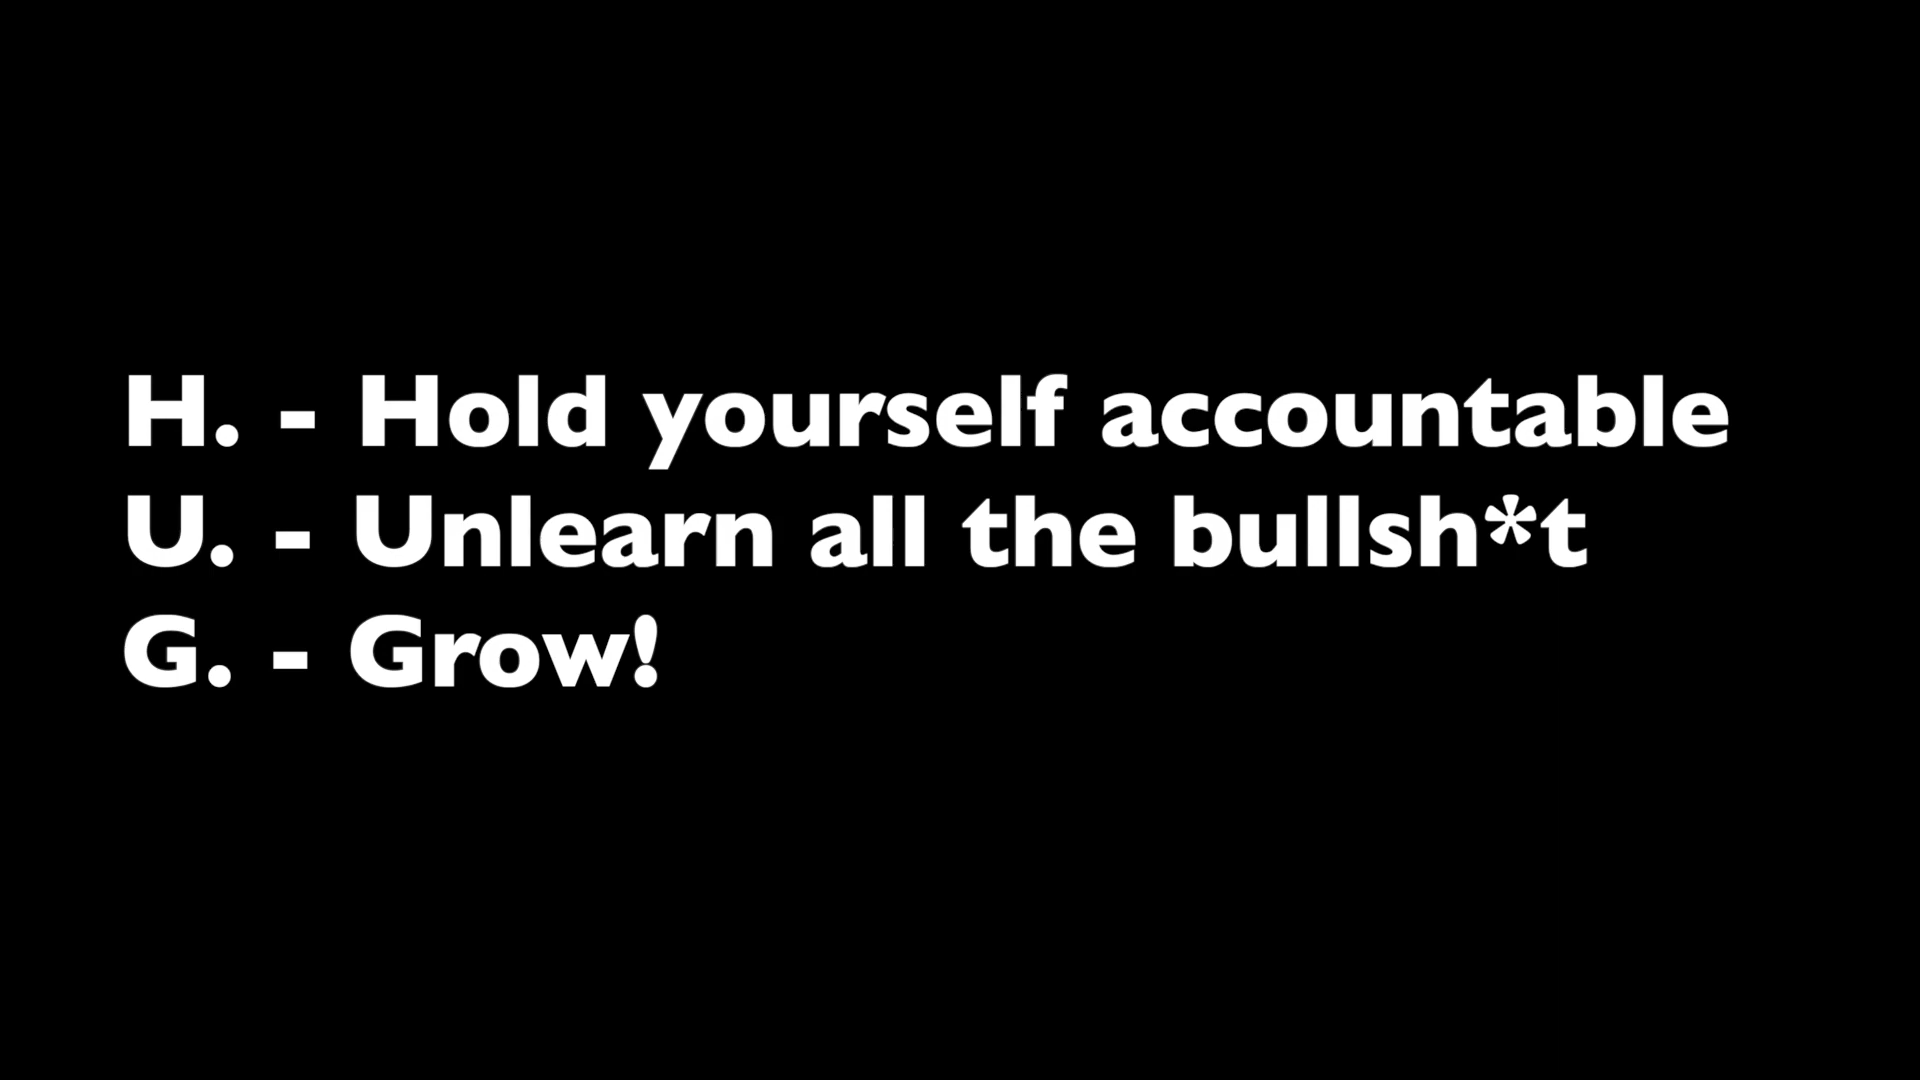 H. - Hold yourself accountable
U. - Unlearn all the bullsh*t
G. - Grow!